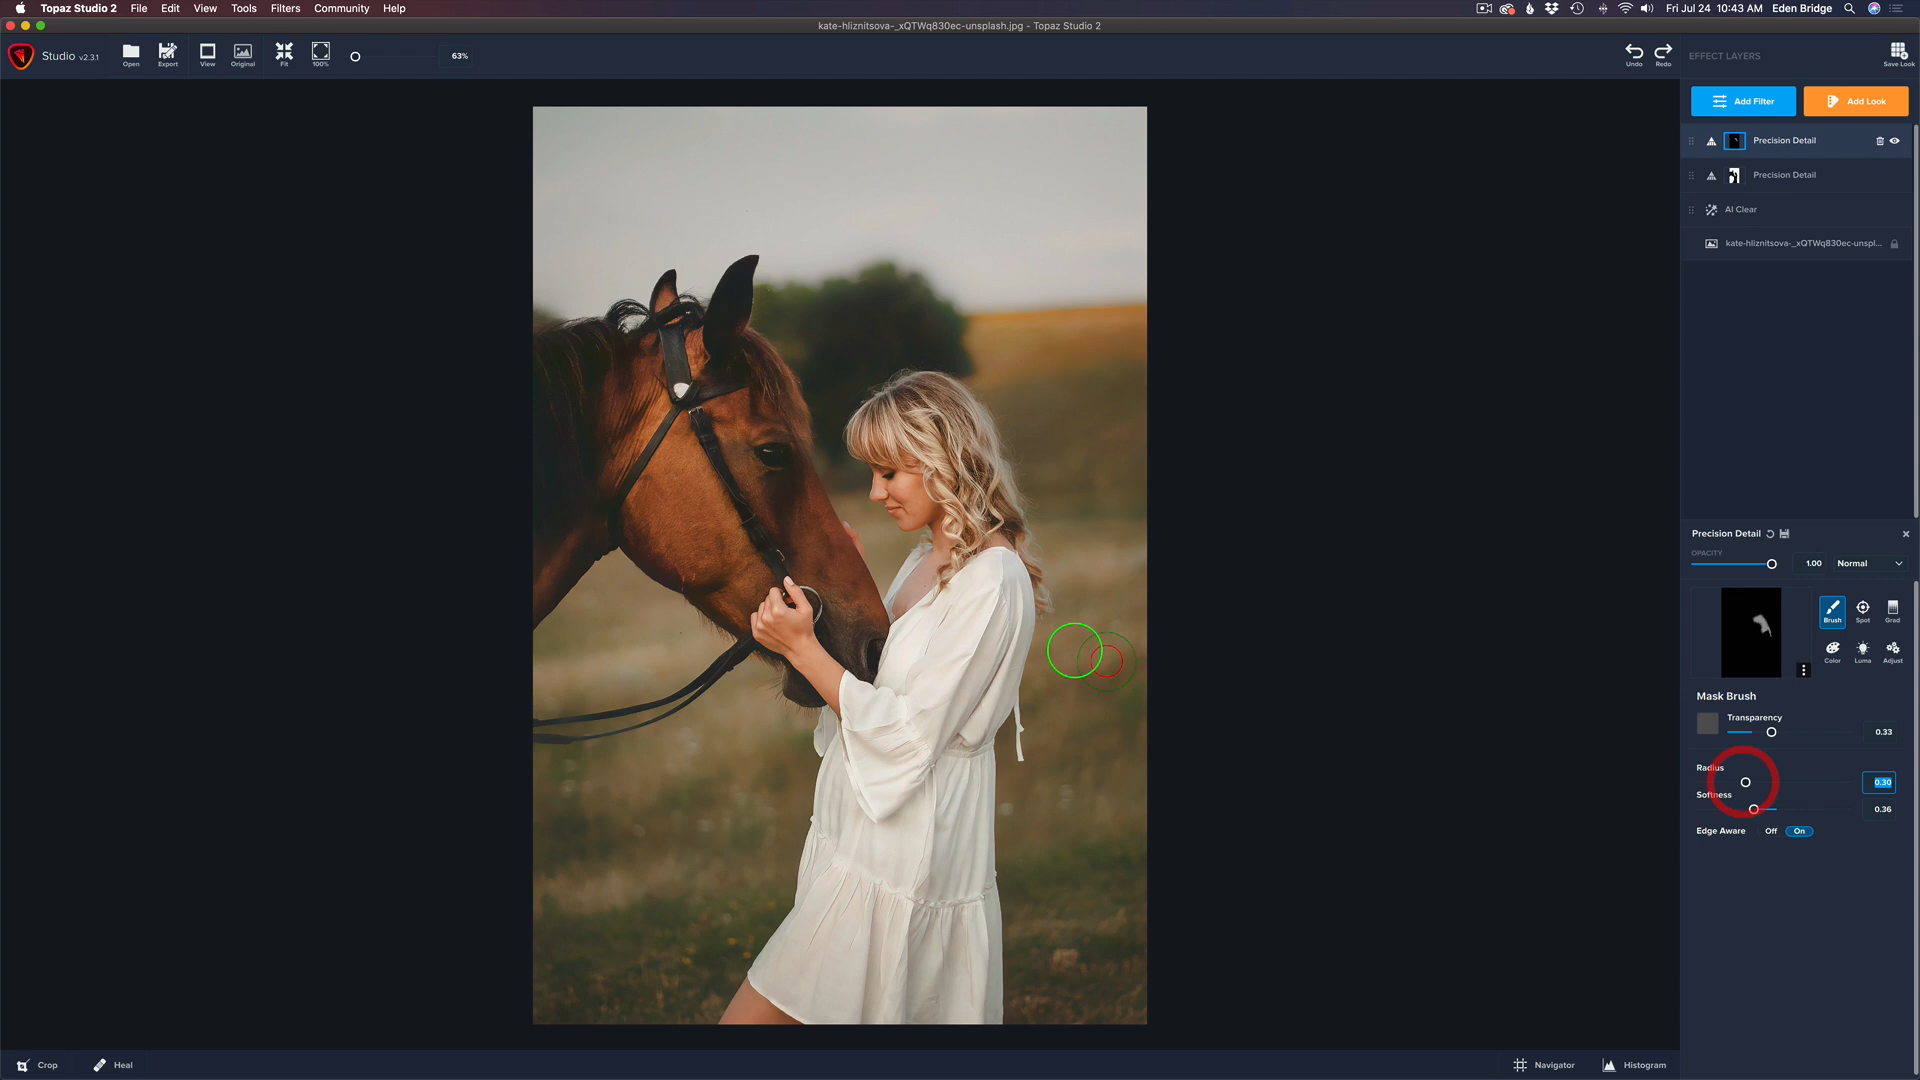 Topaz Studio 2 File Edit View Tools Filters Community Help Fri Jul 24 10:43 AM Eden Bridge
kate-hliznitsova-_xQTWq830ec-unsplash.jpg - Topaz Studio 2
Studio v2.3.1 Open Export View Original Fit 100% 63% Undo Redo EFFECT LAYERS Save Look
Add Filter Add Look
Precision Detail
Precision Detail
AI Clear
kate-hliznitsova-_xQTWq830ec-unspl...
Precision Detail
OPACITY 1.00 Normal
Brush Spot Grad
Color Luma Adjust
Mask Brush
Transparency 0.33
Radius 0.30
Softness 0.36
Edge Aware Off On
Crop Heal Navigator Histogram